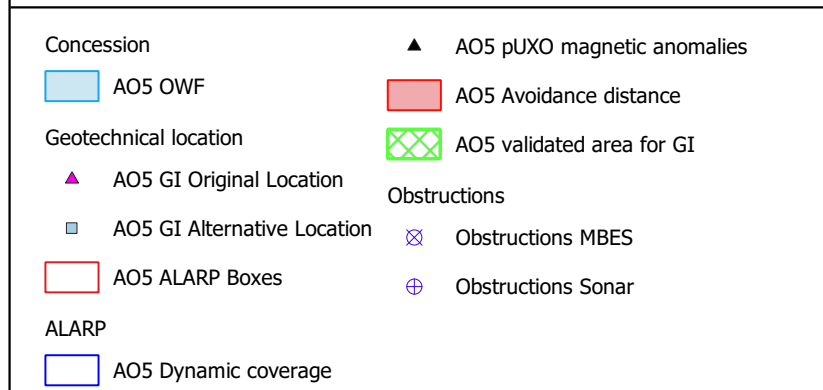 Concession
AO5 OWF
Geotechnical location
AO5 GI Original Location
AO5 GI Alternative Location
AO5 ALARP Boxes
ALARP
AO5 Dynamic coverage
AO5 pUXO magnetic anomalies
AO5 Avoidance distance
AO5 validated area for GI
Obstructions
Obstructions MBES
Obstructions Sonar